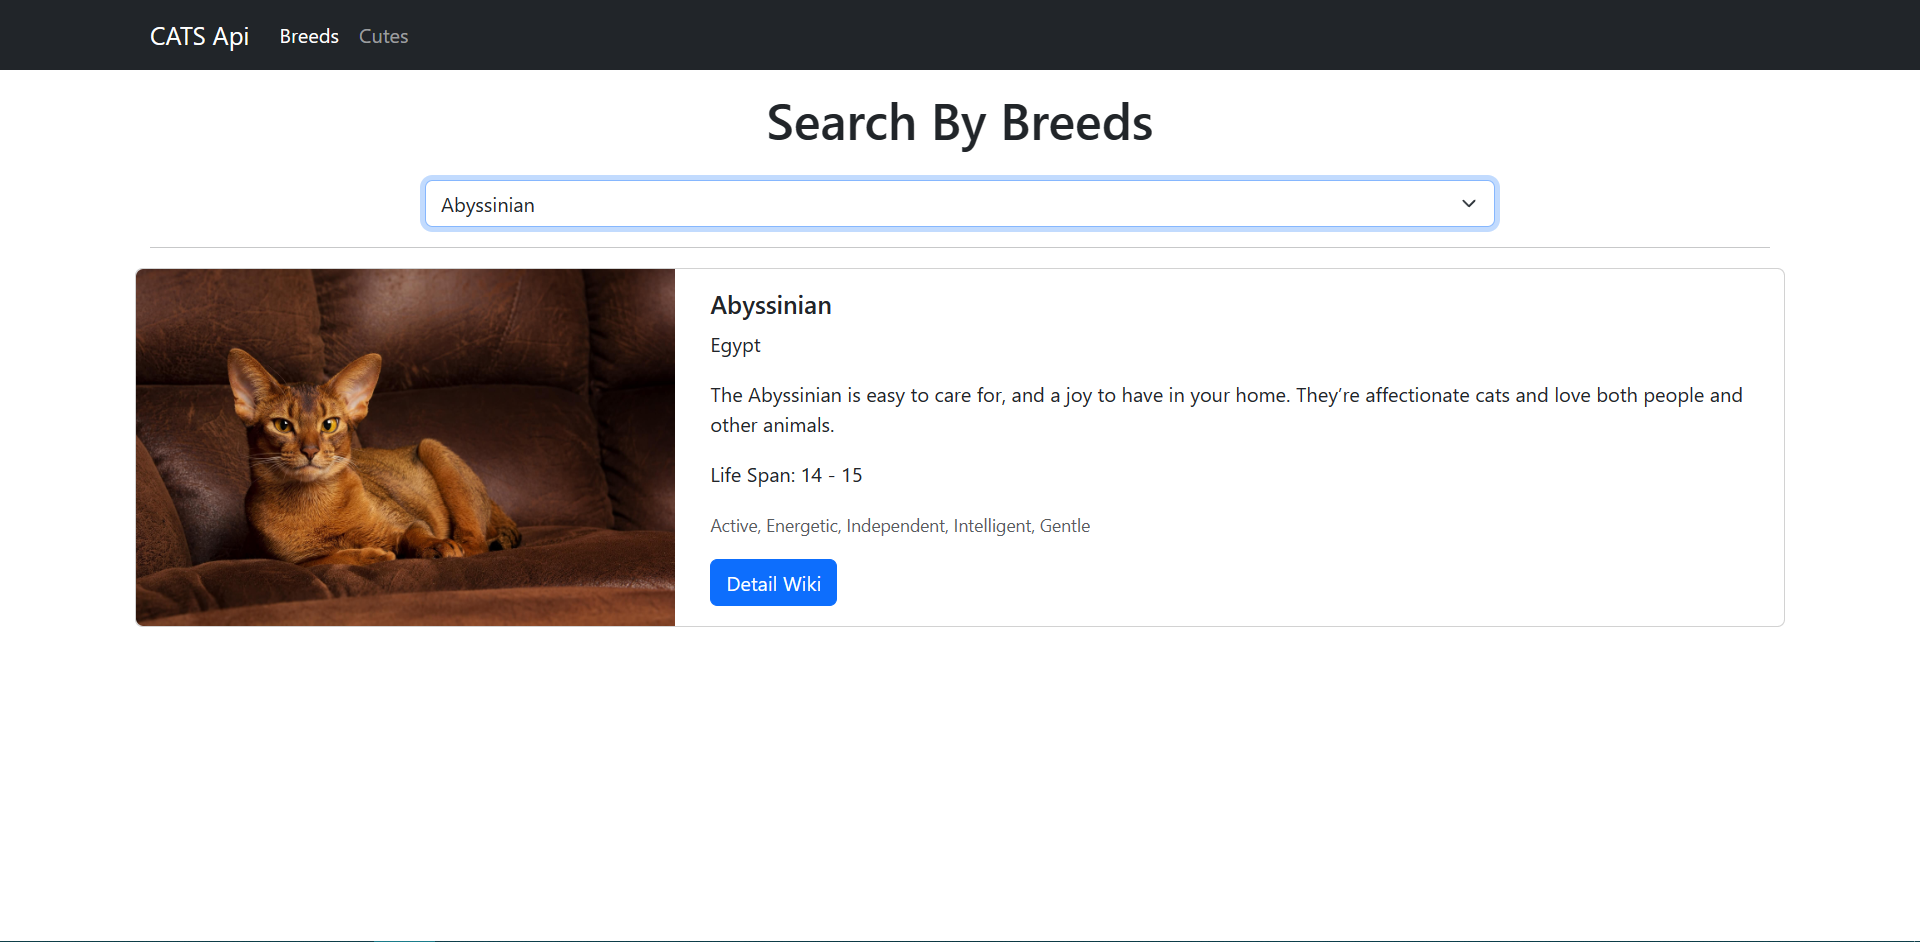 CATS Api Breeds Cutes
Search By Breeds
Abyssinian
Abyssinian
Egypt
The Abyssinian is easy to care for, and a joy to have in your home. They’re affectionate cats and love both people and
other animals.
Life Span: 14 - 15
Active, Energetic, Independent, Intelligent, Gentle
Detail Wiki